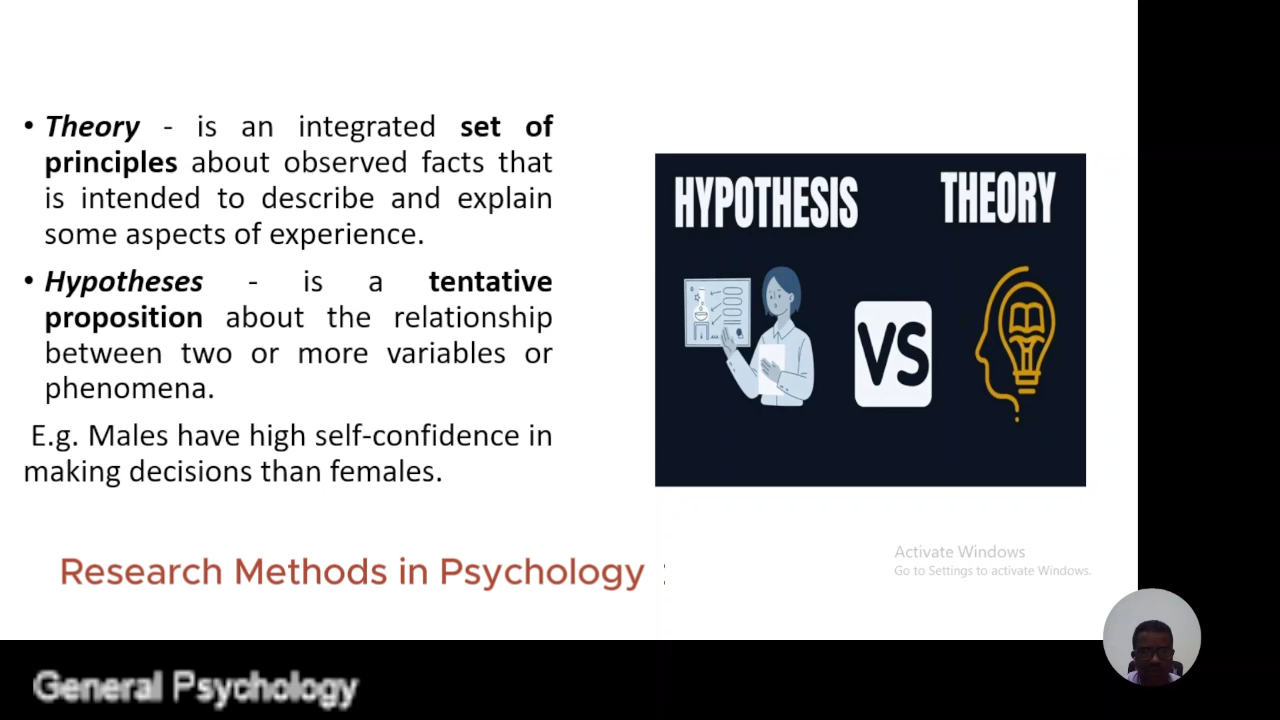 • Theory - is an integrated set of
principles about observed facts that
is intended to describe and explain
some aspects of experience.
• Hypotheses - is a tentative
proposition about the relationship
between two or more variables or
phenomena.
E.g. Males have high self-confidence in
making decisions than females.
HYPOTHESIS
THEORY
VS
Research Methods in Psychology :
Activate Windows
Go to Settings to activate Windows.
General Psychology